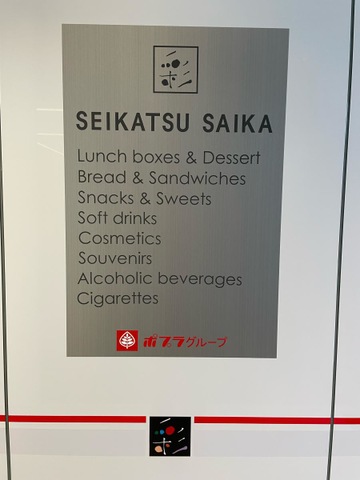 SEIKATSU SAIKA
Lunch boxes & Dessert
Bread & Sandwiches
Snacks & Sweets
Soft drinks
Cosmetics
Souvenirs
Alcoholic beverages
Cigarettes
ポプラグループ